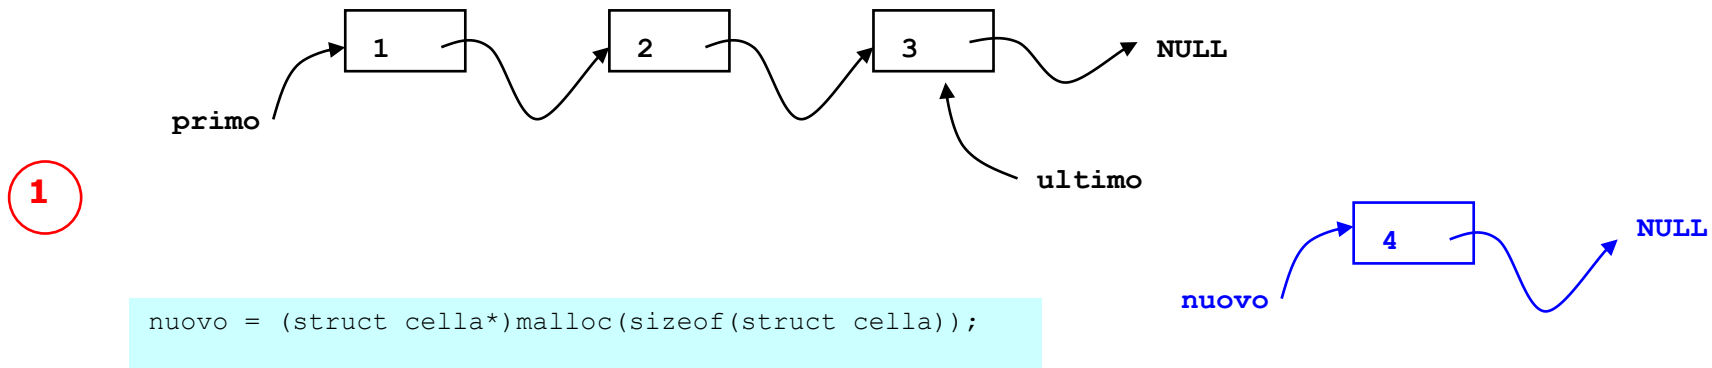 1 2 3 NULL
primo
1
ultimo
4 NULL
nuovo
nuovo = (struct cella*)malloc(sizeof(struct cella));